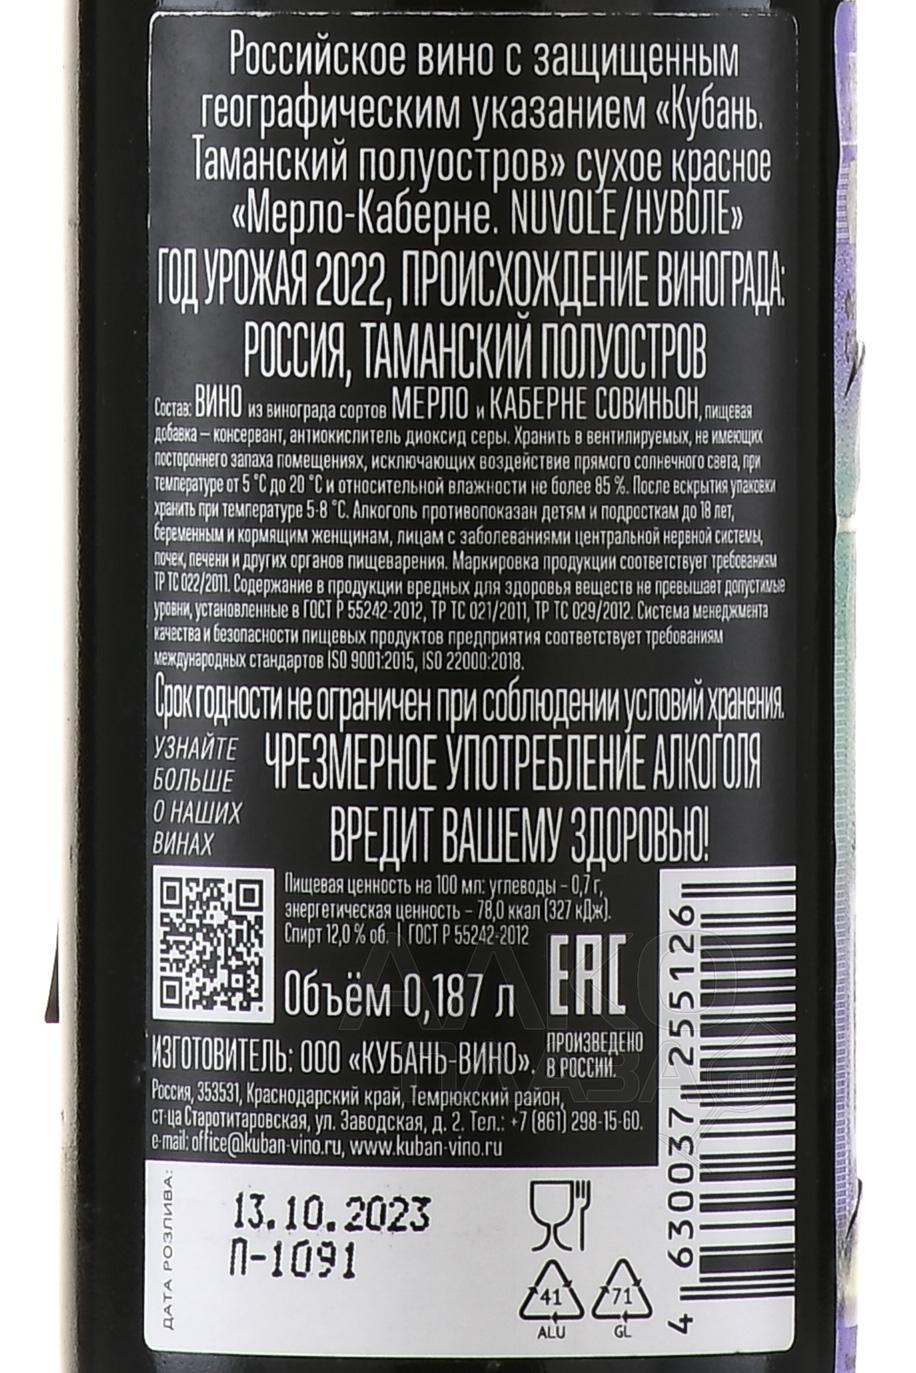 Российское вино с защищенным
географическим указанием «Кубань.
Таманский полуостров» сухое красное
«Мерло-Каберне. NUVOLE/НУВОЛЕ»
ГОД УРОЖАЯ 2022, ПРОИСХОЖДЕНИЕ ВИНОГРАДА:
РОССИЯ, ТАМАНСКИЙ ПОЛУОСТРОВ
Состав: ВИНО из винограда сортов МЕРЛО и КАБЕРНЕ СОВИНЬОН, пищевая
добавка – консервант, антиокислитель диоксид серы. Хранить в вентилируемых, не имеющих
постороннего запаха помещениях, исключающих воздействие прямого солнечного света, при
температуре от 5 °С до 20 °С и относительной влажности не более 85 %. После вскрытия упаковки
хранить при температуре 5-8 °С. Алкоголь противопоказан детям и подросткам до 18 лет,
беременным и кормящим женщинам, лицам с заболеваниями центральной нервной системы,
почек, печени и других органов пищеварения. Маркировка продукции соответствует требованиям
ТР ТС 022/2011. Содержание в продукции вредных для здоровья веществ не превышает допустимые
уровни, установленные в ГОСТ Р 55242-2012, ТР ТС 021/2011, ТР ТС 029/2012. Система менеджмента
качества и безопасности пищевых продуктов предприятия соответствует требованиям
международных стандартов ISO 9001:2015, ISO 22000:2018.
Срок годности не ограничен при соблюдении условий хранения.
УЗНАЙТЕ
БОЛЬШЕ
О НАШИХ
ВИНАХ
ЧРЕЗМЕРНОЕ УПОТРЕБЛЕНИЕ АЛКОГОЛЯ
ВРЕДИТ ВАШЕМУ ЗДОРОВЬЮ!
Пищевая ценность на 100 мл: углеводы – 0,7 г,
энергетическая ценность – 78,0 ккал (327 кДж).
Спирт 12,0 % об. | ГОСТ Р 55242-2012
Объём 0,187 л
EAC
ПРОИЗВЕДЕНО
В РОССИИ.
ИЗГОТОВИТЕЛЬ: ООО «КУБАНЬ-ВИНО».
Россия, 353531, Краснодарский край, Темрюкский район,
ст-ца Старотитаровская, ул. Заводская, д. 2. Тел.: +7 (861) 298-15-60.
e-mail: office@kuban-vino.ru, www.kuban-vino.ru
ДАТА РОЗЛИВА:
13.10.2023
Л-1091
41
ALU
71
GL
4 630037 255126
АЛКО
ПЛАЗА
.ru